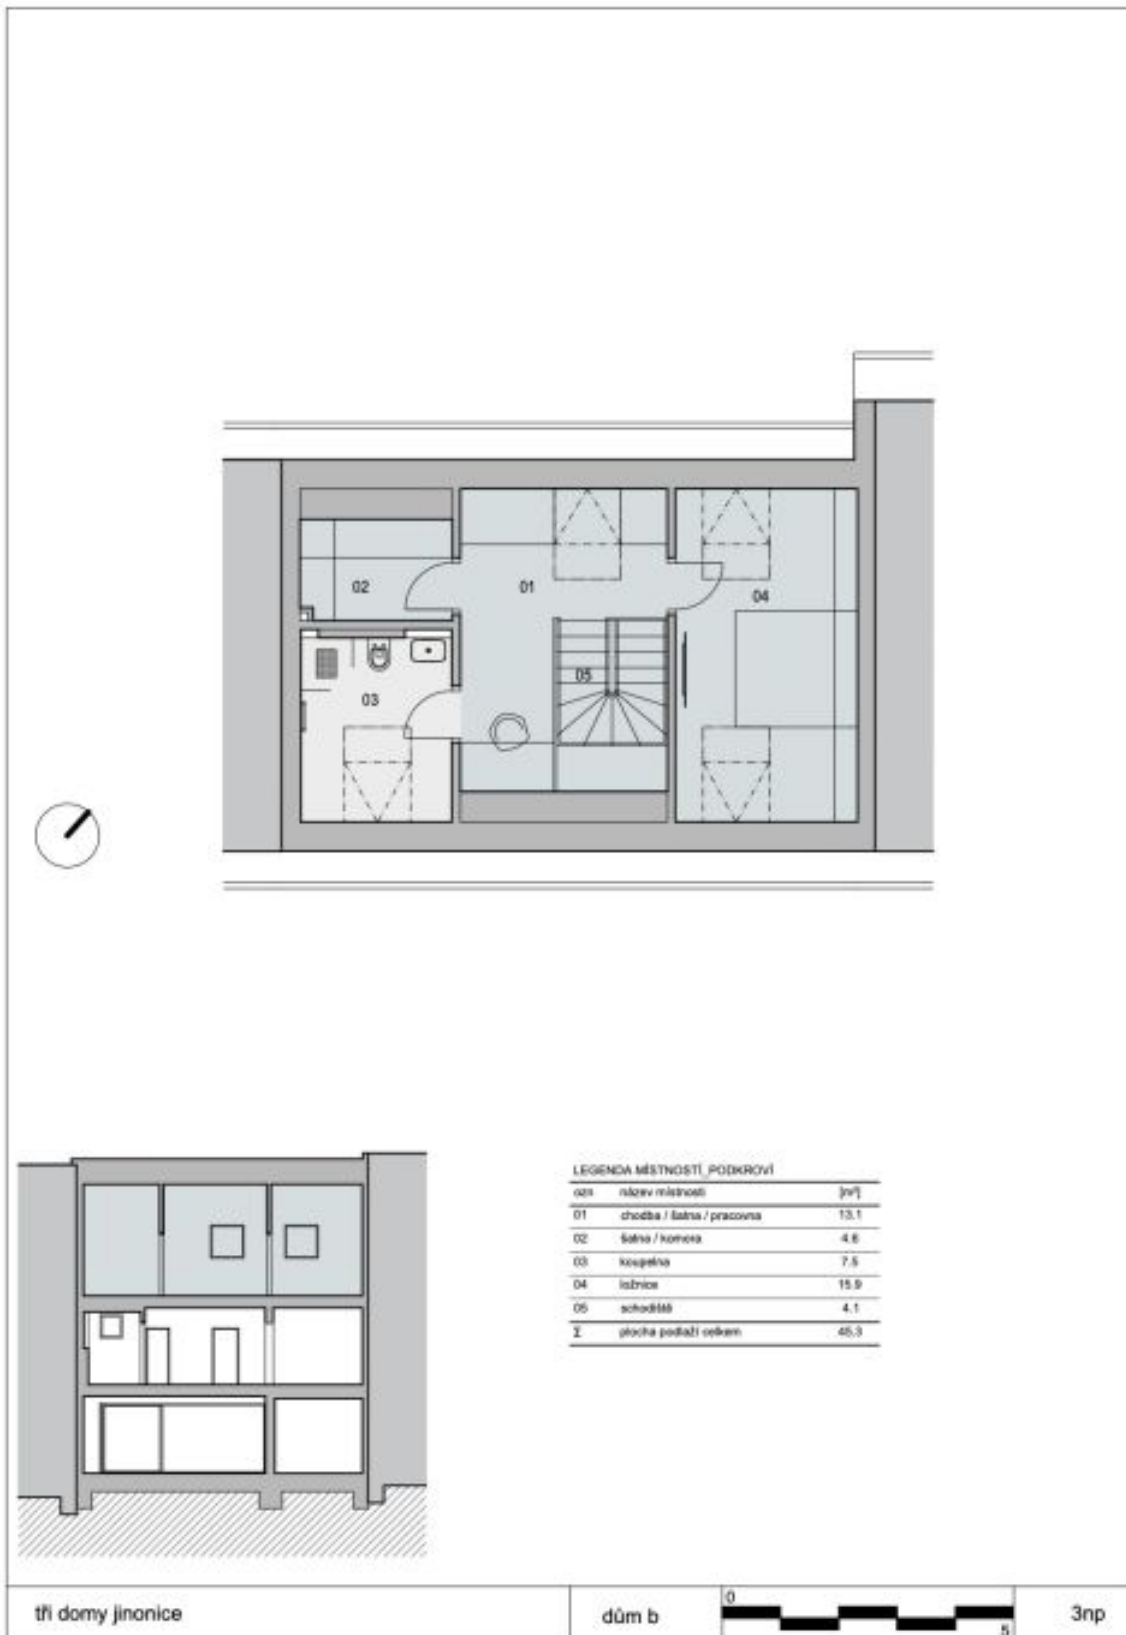 02
01
04
05
03
LEGENDA MÍSTNOSTÍ_PODKROVÍ
ozn název místnosti [m²]
01 chodba / šatna / pracovna 13.1
02 šatna / komora 4.6
03 koupelna 7.5
04 ložnice 15.9
05 schodiště 4.1
Σ plocha podlaží celkem 45.3
tři domy jinonice
dům b
0
5
3np